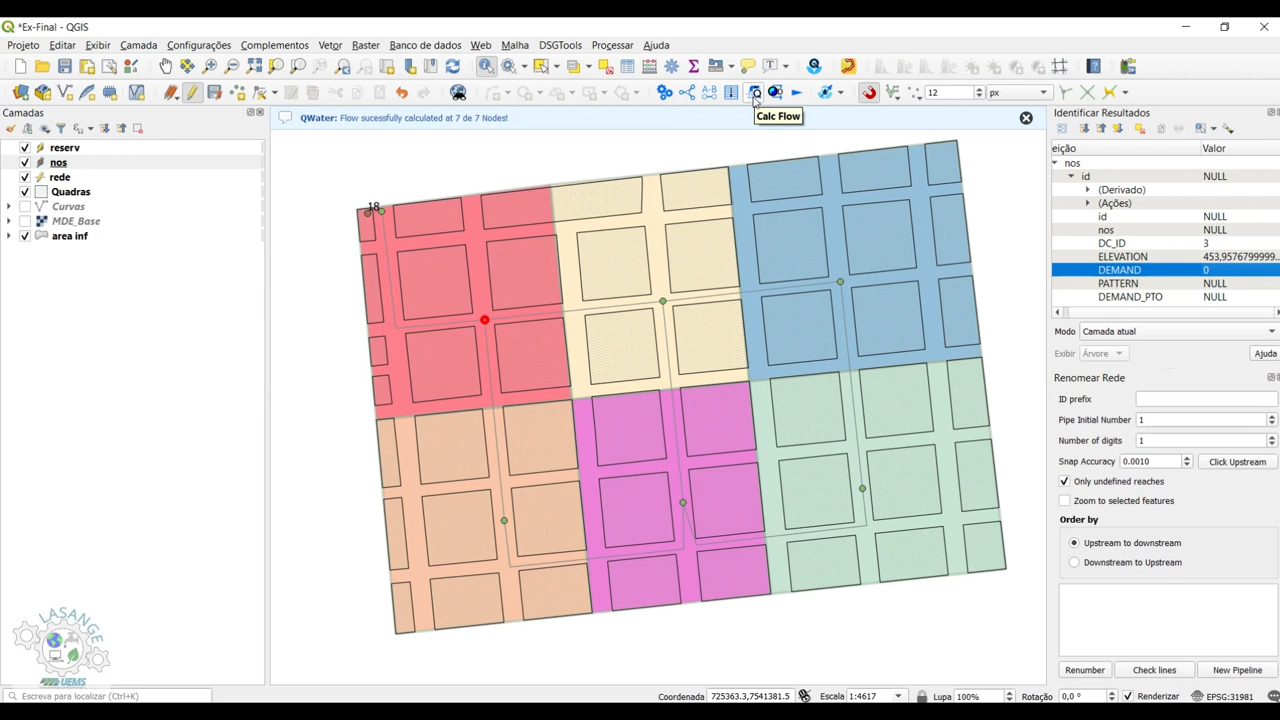 *Ex-Final - QGIS
Projeto Editar Exibir Camada Configurações Complementos Vetor Raster Banco de dados Web Malha DSGTools Processar Ajuda
12 px
Camadas
QWater: Flow sucessfully calculated at 7 de 7 Nodes!
Calc Flow
Identificar Resultados
reserv
nos
rede
Quadras
Curvas
MDE_Base
area inf
18
eição Valor
nos
id NULL
(Derivado)
(Ações)
id NULL
nos NULL
DC_ID 3
ELEVATION 453,9576799999...
DEMAND 0
PATTERN NULL
DEMAND_PTO NULL
Modo Camada atual
Exibir Árvore Ajuda
Renomear Rede
ID prefix
Pipe Initial Number 1
Number of digits 1
Snap Accuracy 0.0010 Click Upstream
Only undefined reaches
Zoom to selected features
Order by
Upstream to downstream
Downstream to Upstream
Renumber Check lines New Pipeline
LASANGE
UEMS
Escreva para localizar (Ctrl+K)
Coordenada 725363.3,7541381.5 Escala 1:4617 Lupa 100% Rotação 0,0 ° Renderizar EPSG:31981